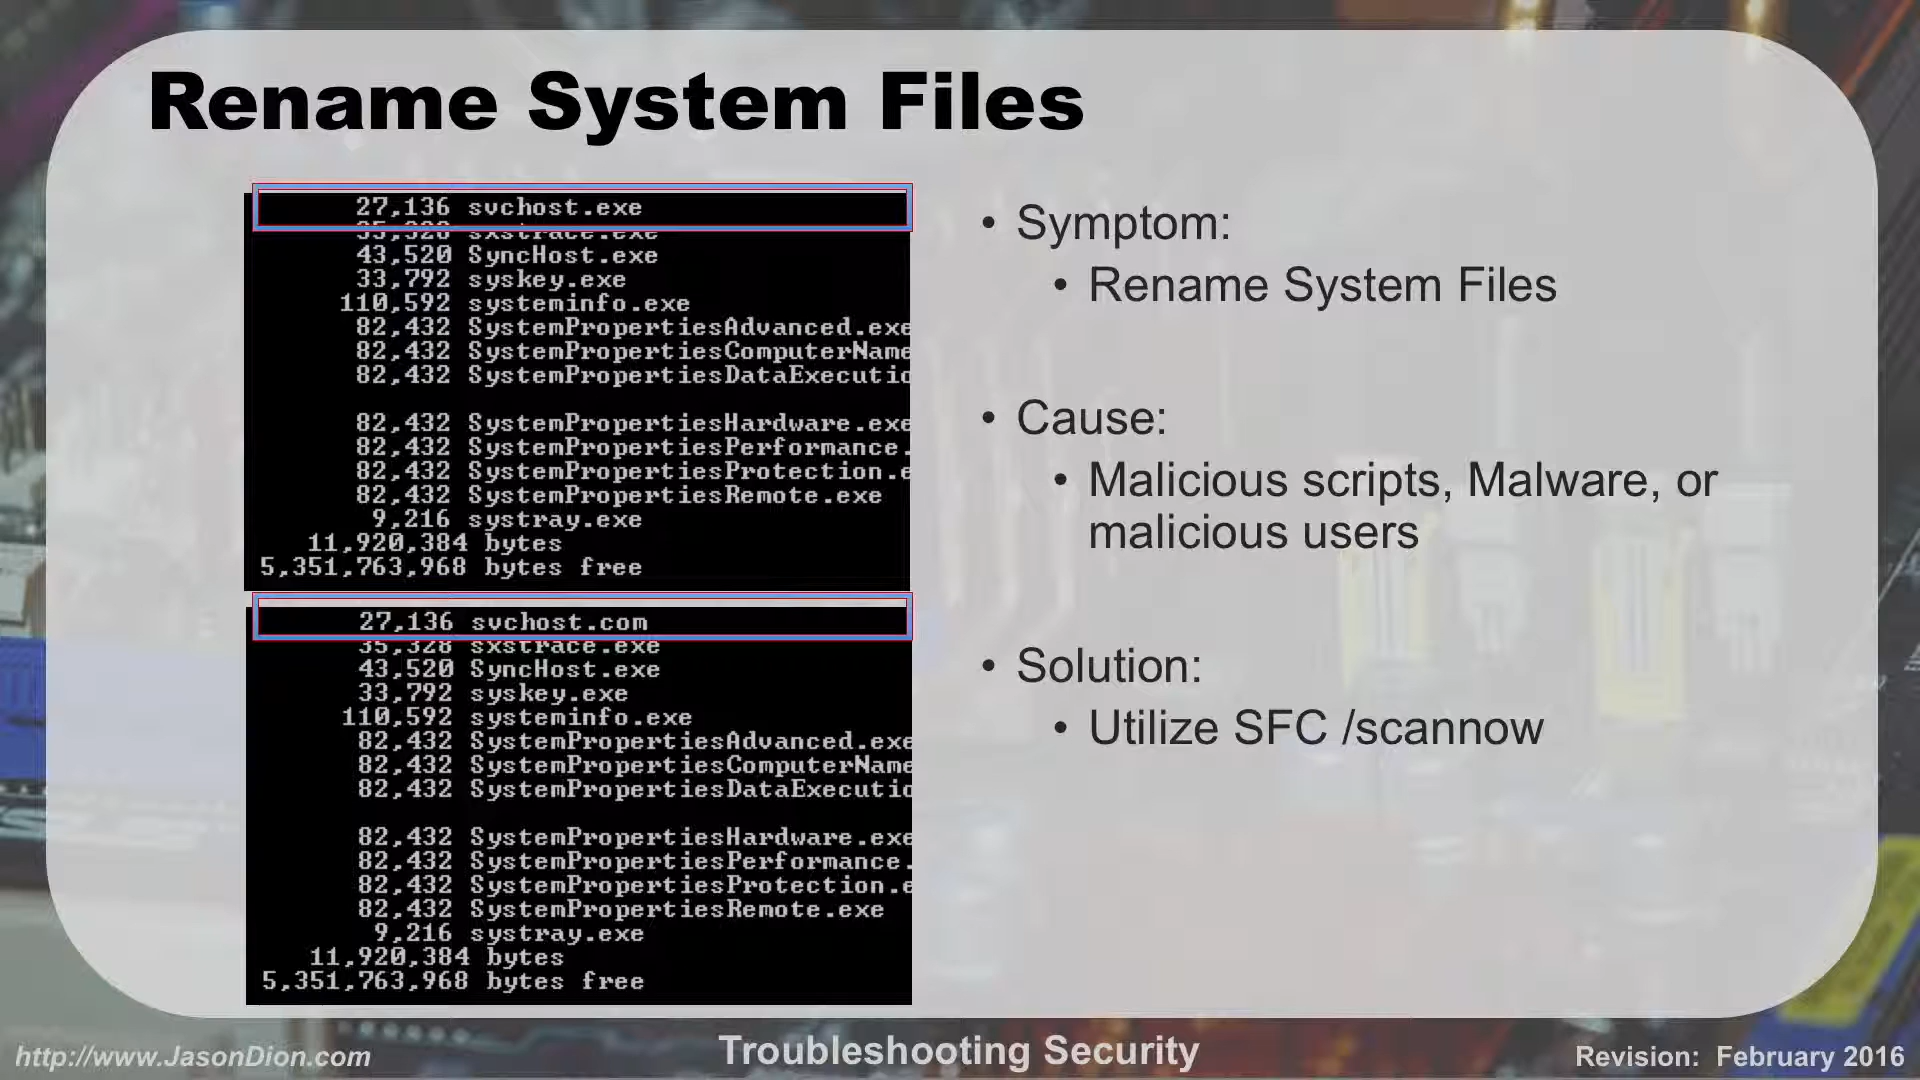 Rename System Files
27,136 svchost.exe
35,328 sxstrace.exe
43,520 SyncHost.exe
33,792 syskey.exe
110,592 systeminfo.exe
82,432 SystemPropertiesAdvanced.exe
82,432 SystemPropertiesComputerName
82,432 SystemPropertiesDataExecutio
82,432 SystemPropertiesHardware.exe
82,432 SystemPropertiesPerformance.
82,432 SystemPropertiesProtection.e
82,432 SystemPropertiesRemote.exe
9,216 systray.exe
11,920,384 bytes
5,351,763,968 bytes free
27,136 svchost.com
35,328 sxstrace.exe
43,520 SyncHost.exe
33,792 syskey.exe
110,592 systeminfo.exe
82,432 SystemPropertiesAdvanced.exe
82,432 SystemPropertiesComputerName
82,432 SystemPropertiesDataExecutio
82,432 SystemPropertiesHardware.exe
82,432 SystemPropertiesPerformance.
82,432 SystemPropertiesProtection.e
82,432 SystemPropertiesRemote.exe
9,216 systray.exe
11,920,384 bytes
5,351,763,968 bytes free
• Symptom:
• Rename System Files
• Cause:
• Malicious scripts, Malware, or
malicious users
• Solution:
• Utilize SFC /scannow
http://www.JasonDion.com
Troubleshooting Security
Revision: February 2016